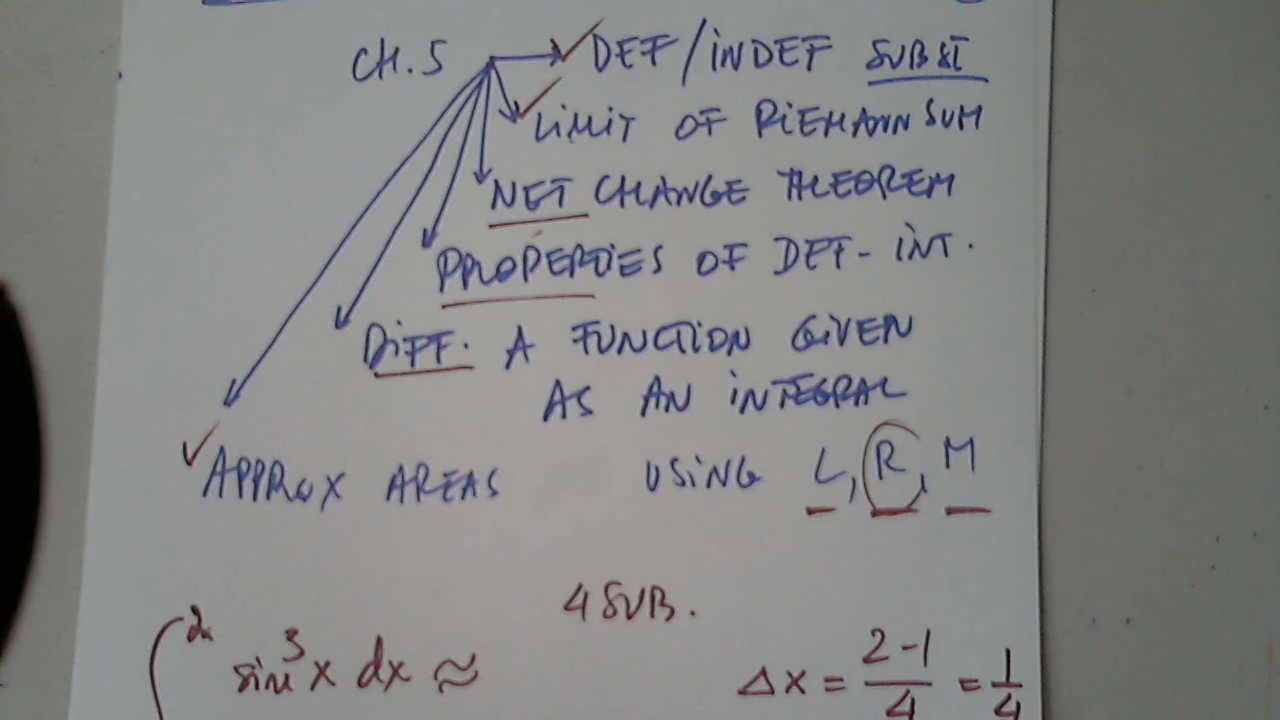 CH.5 DEF/INDEF SUBST
LIMIT OF RIEMANN SUM
NET CHANGE THEOREM
PROPERTIES OF DEF-INT.
DIFF. A FUNCTION GIVEN
AS AN INTEGRAL
APPROX AREAS USING L, R, M
4 SUB.
∫² sin³x dx ≈ Δx = 2-1/4 = 1/4